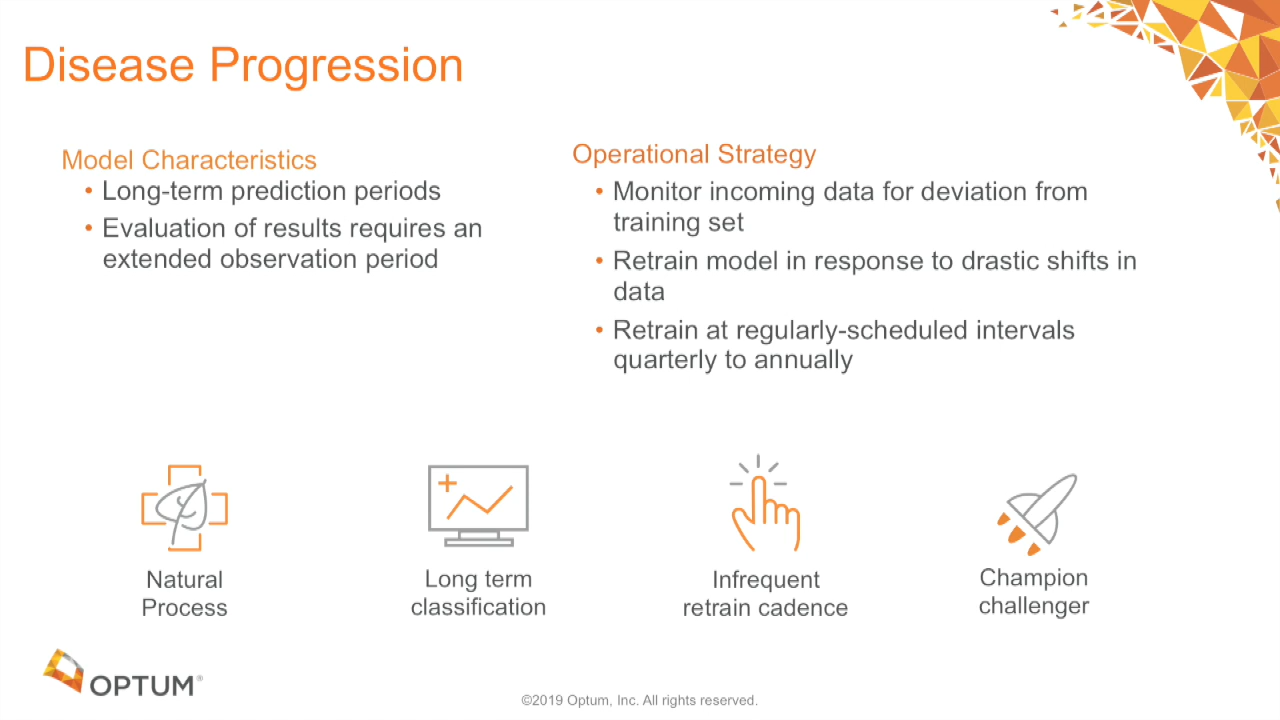 Disease Progression
Model Characteristics
• Long-term prediction periods
• Evaluation of results requires an
extended observation period
Operational Strategy
• Monitor incoming data for deviation from
training set
• Retrain model in response to drastic shifts in
data
• Retrain at regularly-scheduled intervals
quarterly to annually
Natural
Process
Long term
classification
Infrequent
retrain cadence
Champion
challenger
OPTUM®
©2019 Optum, Inc. All rights reserved.